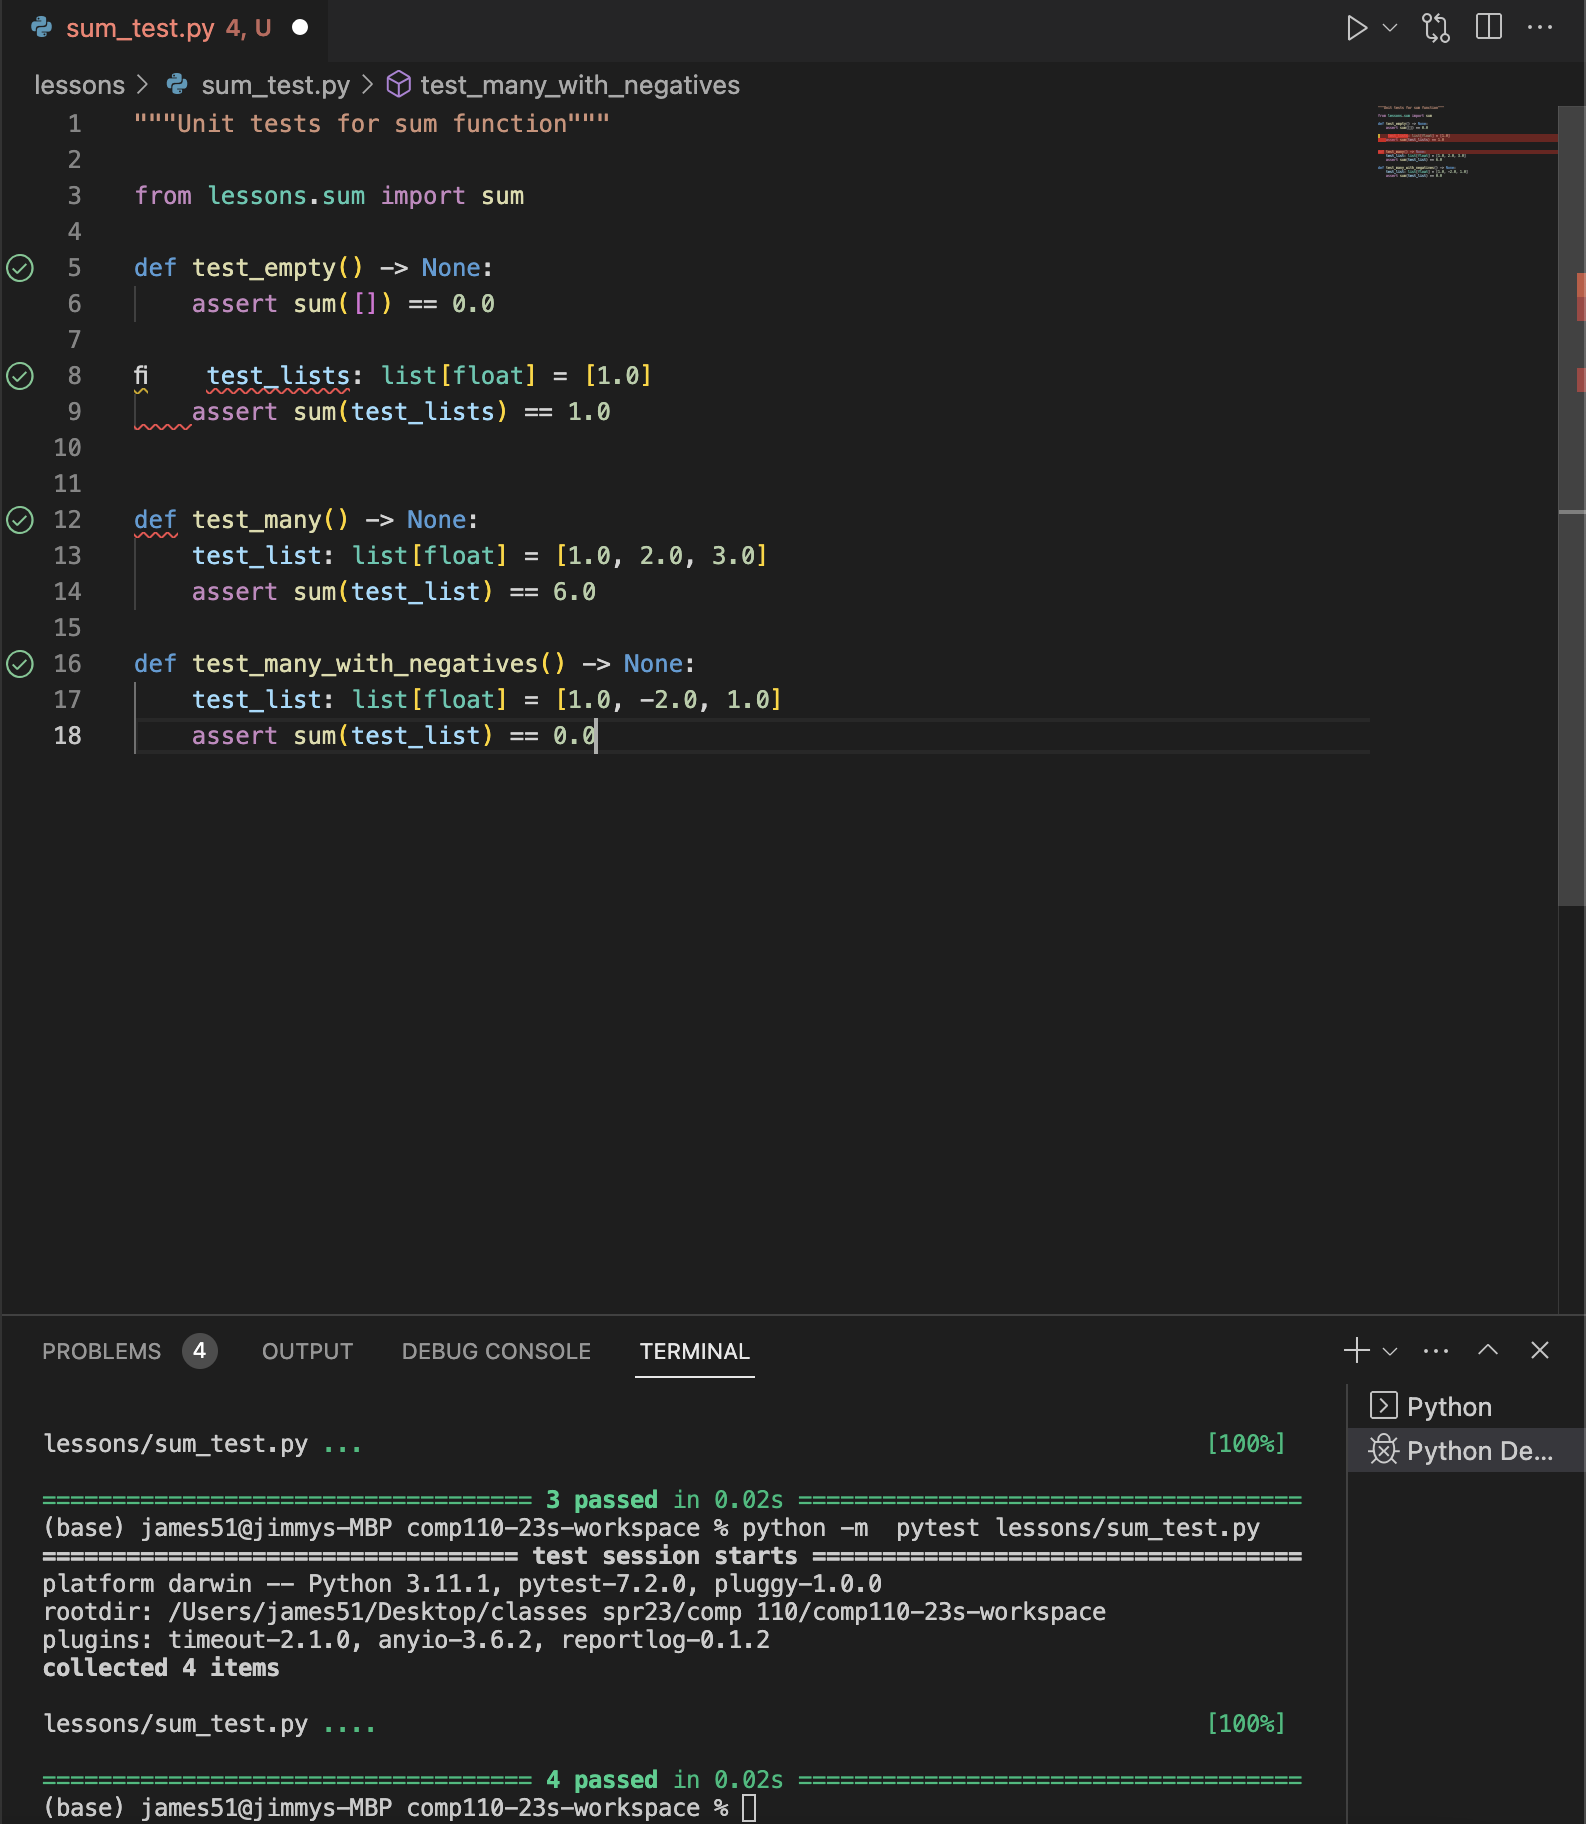 sum_test.py 4, U
lessons > sum_test.py > test_many_with_negatives
1 """Unit tests for sum function"""
2
3 from lessons.sum import sum
4
5 def test_empty() -> None:
6     assert sum([]) == 0.0
7
8 ﬁ    test_lists: list[float] = [1.0]
9     assert sum(test_lists) == 1.0
10
11
12 def test_many() -> None:
13     test_list: list[float] = [1.0, 2.0, 3.0]
14     assert sum(test_list) == 6.0
15
16 def test_many_with_negatives() -> None:
17     test_list: list[float] = [1.0, -2.0, 1.0]
18     assert sum(test_list) == 0.0
PROBLEMS 4 OUTPUT DEBUG CONSOLE TERMINAL
Python
Python De...
lessons/sum_test.py ... [100%]
=================================== 3 passed in 0.02s ====================================
(base) james51@jimmys-MBP comp110-23s-workspace % python -m  pytest lessons/sum_test.py
================================== test session starts ===================================
platform darwin -- Python 3.11.1, pytest-7.2.0, pluggy-1.0.0
rootdir: /Users/james51/Desktop/classes spr23/comp 110/comp110-23s-workspace
plugins: timeout-2.1.0, anyio-3.6.2, reportlog-0.1.2
collected 4 items
lessons/sum_test.py .... [100%]
=================================== 4 passed in 0.02s ====================================
(base) james51@jimmys-MBP comp110-23s-workspace %